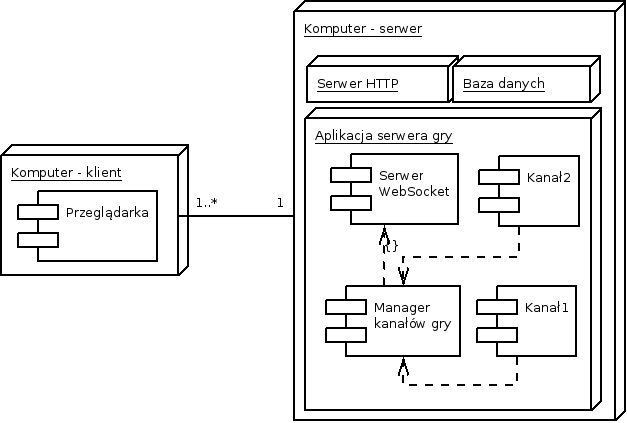 Komputer - serwer
Serwer HTTP
Baza danych
Aplikacja serwera gry
Komputer - klient
Przeglądarka
1..*
1
Serwer
WebSocket
Kanał2
{}
Manager
kanałów gry
Kanał1